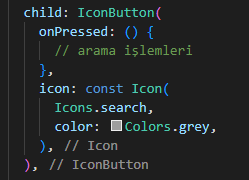 child: IconButton(
onPressed: () {
// arama işlemleri
},
icon: const Icon(
Icons.search,
color: Colors.grey,
), // Icon
), // IconButton